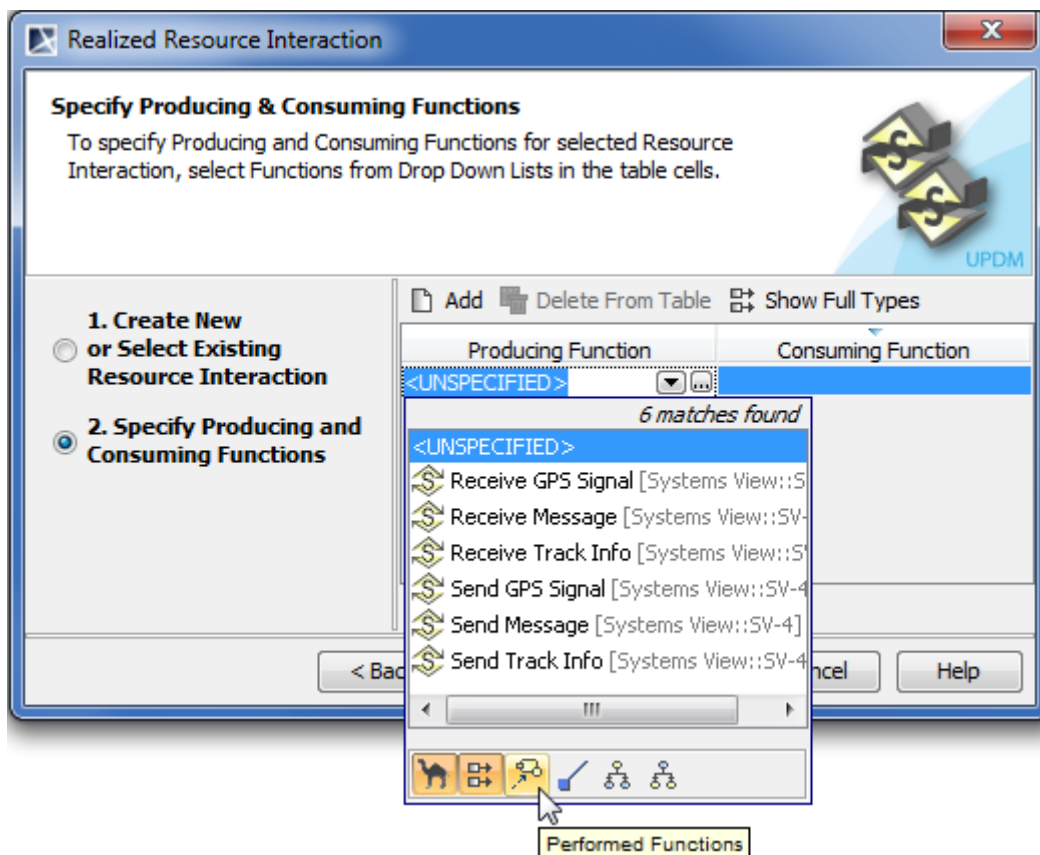 Realized Resource Interaction
Specify Producing & Consuming Functions
To specify Producing and Consuming Functions for selected Resource
Interaction, select Functions from Drop Down Lists in the table cells.
UPDM
1. Create New
or Select Existing
Resource Interaction
2. Specify Producing and
Consuming Functions
Add Delete From Table Show Full Types
Producing Function Consuming Function
<UNSPECIFIED>
6 matches found
<UNSPECIFIED>
Receive GPS Signal [Systems View::S
Receive Message [Systems View::SV-
Receive Track Info [Systems View::S
Send GPS Signal [Systems View::SV-4
Send Message [Systems View::SV-4]
Send Track Info [Systems View::SV-4
< Bac ncel Help
Performed Functions